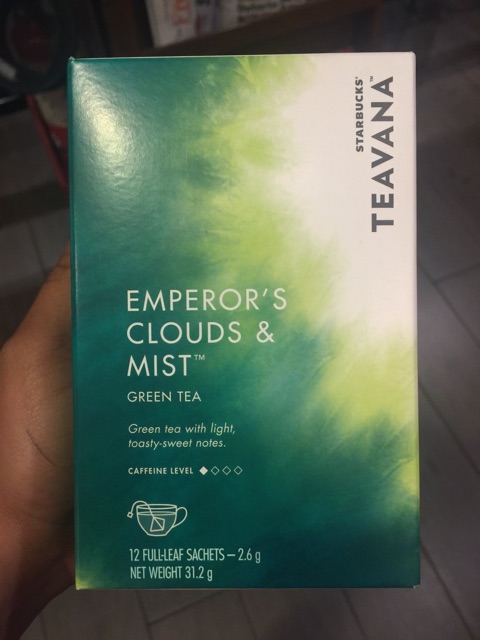 STARBUCKS®
TEAVANA™
EMPEROR'S
CLOUDS &
MIST™
GREEN TEA
Green tea with light,
toasty-sweet notes.
CAFFEINE LEVEL
12 FULL-LEAF SACHETS — 2.6 g
NET WEIGHT 31.2 g